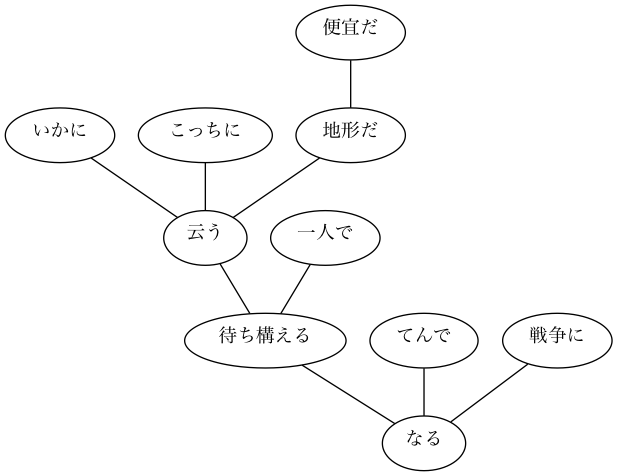 便宜だ
いかに
こっちに
地形だ
云う
一人で
待ち構える
てんで
戦争に
なる